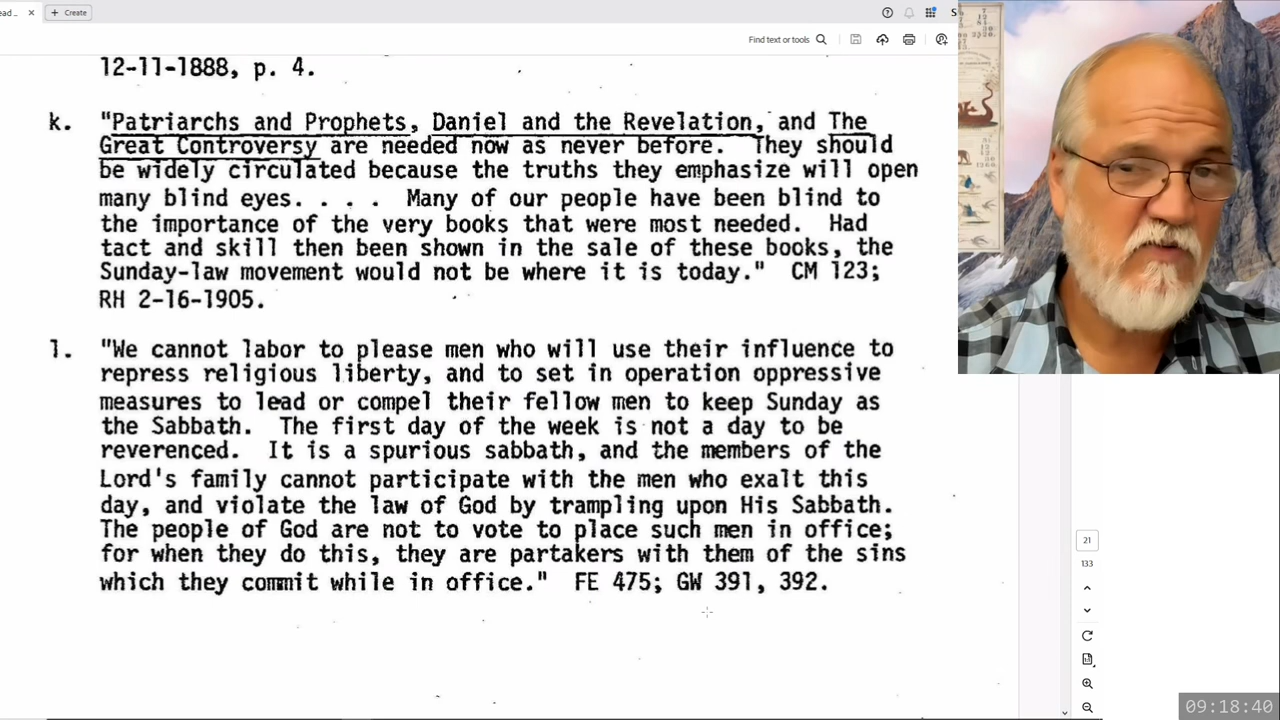 ead ..
+ Create
S
Find text or tools
12-11-1888, p. 4.
k. "Patriarchs and Prophets, Daniel and the Revelation, and The
Great Controversy are needed now as never before. They should
be widely circulated because the truths they emphasize will open
many blind eyes. . . . Many of our people have been blind to
the importance of the very books that were most needed. Had
tact and skill then been shown in the sale of these books, the
Sunday-law movement would not be where it is today." CM 123;
RH 2-16-1905.
l. "We cannot labor to please men who will use their influence to
repress religious liberty, and to set in operation oppressive
measures to lead or compel their fellow men to keep Sunday as
the Sabbath. The first day of the week is not a day to be
reverenced. It is a spurious sabbath, and the members of the
Lord's family cannot participate with the men who exalt this
day, and violate the law of God by trampling upon His Sabbath.
The people of God are not to vote to place such men in office;
for when they do this, they are partakers with them of the sins
which they commit while in office." FE 475; GW 391, 392.
21
133
09:18:40